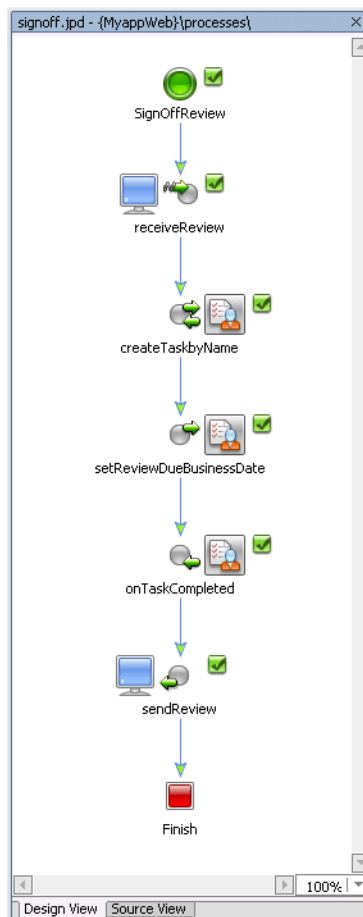 signoff.jpd - {MyappWeb}\processes\
SignOffReview
receiveReview
createTaskbyName
setReviewDueBusinessDate
onTaskCompleted
sendReview
Finish
100%
Design View Source View